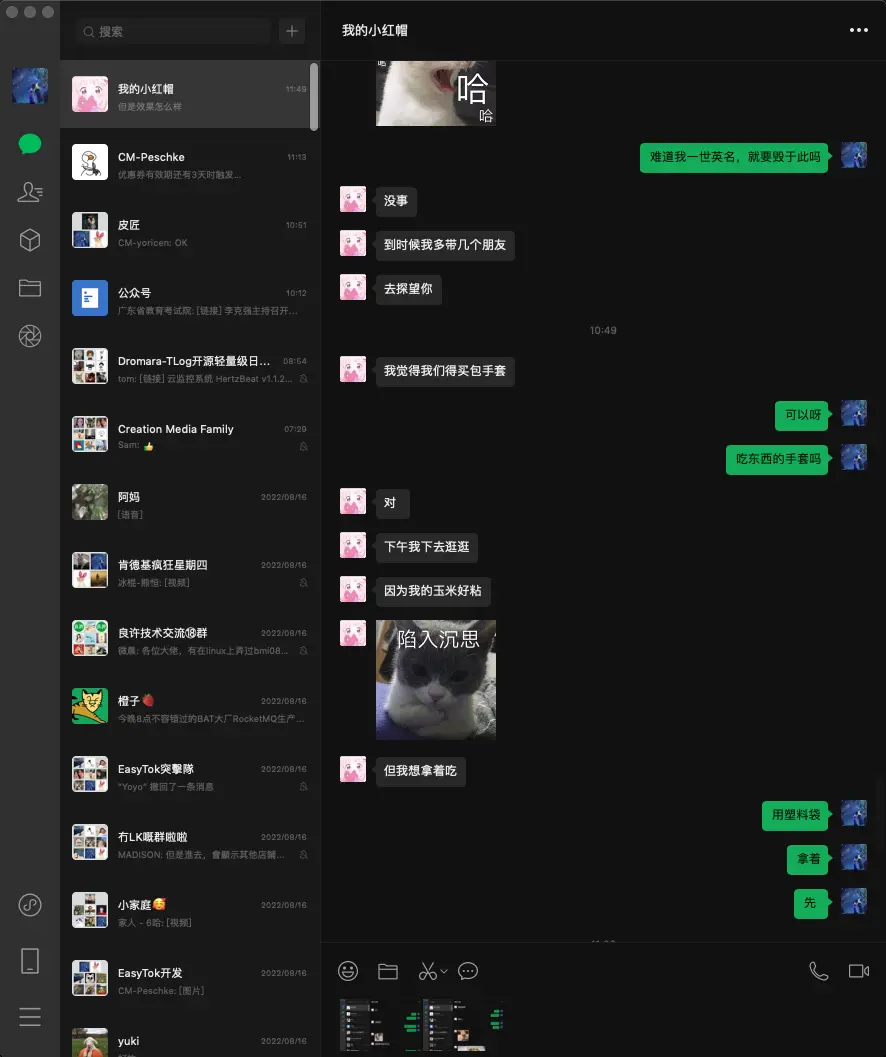 搜索
我的小红帽
11:49
但是效果怎么样
CM-Peschke
11:13
优惠券有效期还有3天时触发...
皮匠
10:51
CM-yoricen: OK
公众号
10:12
广东省教育考试院: [链接] 李克强主持召开...
Dromara-TLog开源轻量级日...
08:54
tom: [链接] 云监控系统 HertzBeat v1.1.2...
Creation Media Family
07:29
Sam: 👍
阿妈
2022/08/16
[语音]
肯德基疯狂星期四
2022/08/16
冰棍-熊恒: [视频]
良许技术交流⑱群
2022/08/16
微晨: 各位大佬，有在linux上弄过bmi08...
橙子🍓
2022/08/16
今晚8点不容错过的BAT大厂RocketMQ生产...
EasyTok突擊隊
2022/08/16
"Yoyo" 撤回了一条消息
冇LK嘅群啦啦
2022/08/16
MADISON: 但是進去，會顯示其他店鋪...
小家庭🥰
2022/08/16
家人 - 6哈: [视频]
EasyTok开发
2022/08/16
CM-Peschke: [图片]
yuki
2022/08/16
我的小红帽
哈
哈
难道我一世英名，就要毁于此吗
没事
到时候我多带几个朋友
去探望你
10:49
我觉得我们得买包手套
可以呀
吃东西的手套吗
对
下午我下去逛逛
因为我的玉米好粘
陷入沉思
但我想拿着吃
用塑料袋
拿着
先